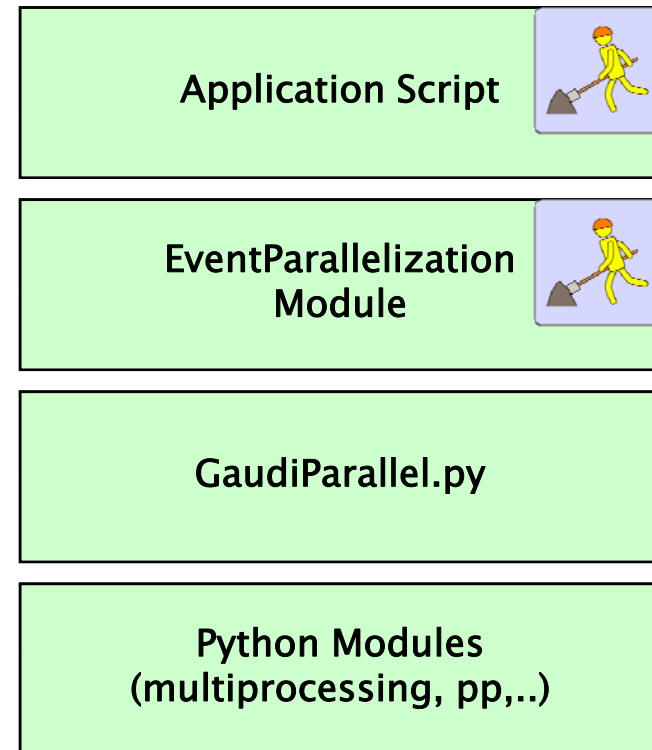 Application Script
EventParallelization
Module
GaudiParallel.py
Python Modules
(multiprocessing, pp,..)